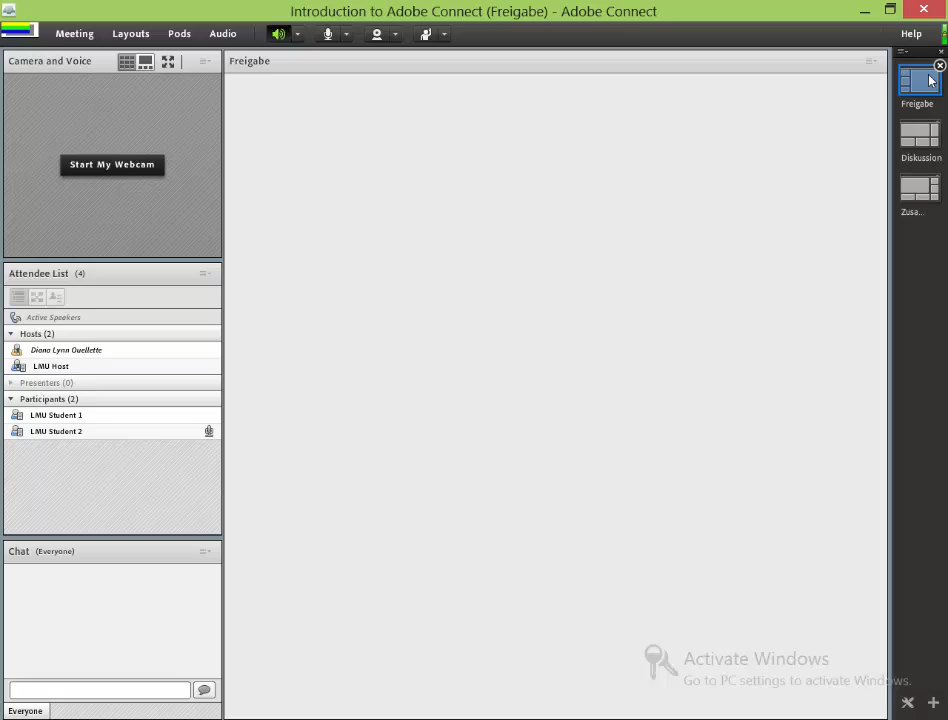 Introduction to Adobe Connect (Freigabe) - Adobe Connect
Meeting Layouts Pods Audio Help
Camera and Voice
Freigabe
Start My Webcam
Freigabe
Diskussion
Zusa...
Attendee List (4)
Active Speakers
Hosts (2)
Diana Lynn Ouellette
LMU Host
Presenters (0)
Participants (2)
LMU Student 1
LMU Student 2
Chat (Everyone)
Everyone
Activate Windows
Go to PC settings to activate Windows.